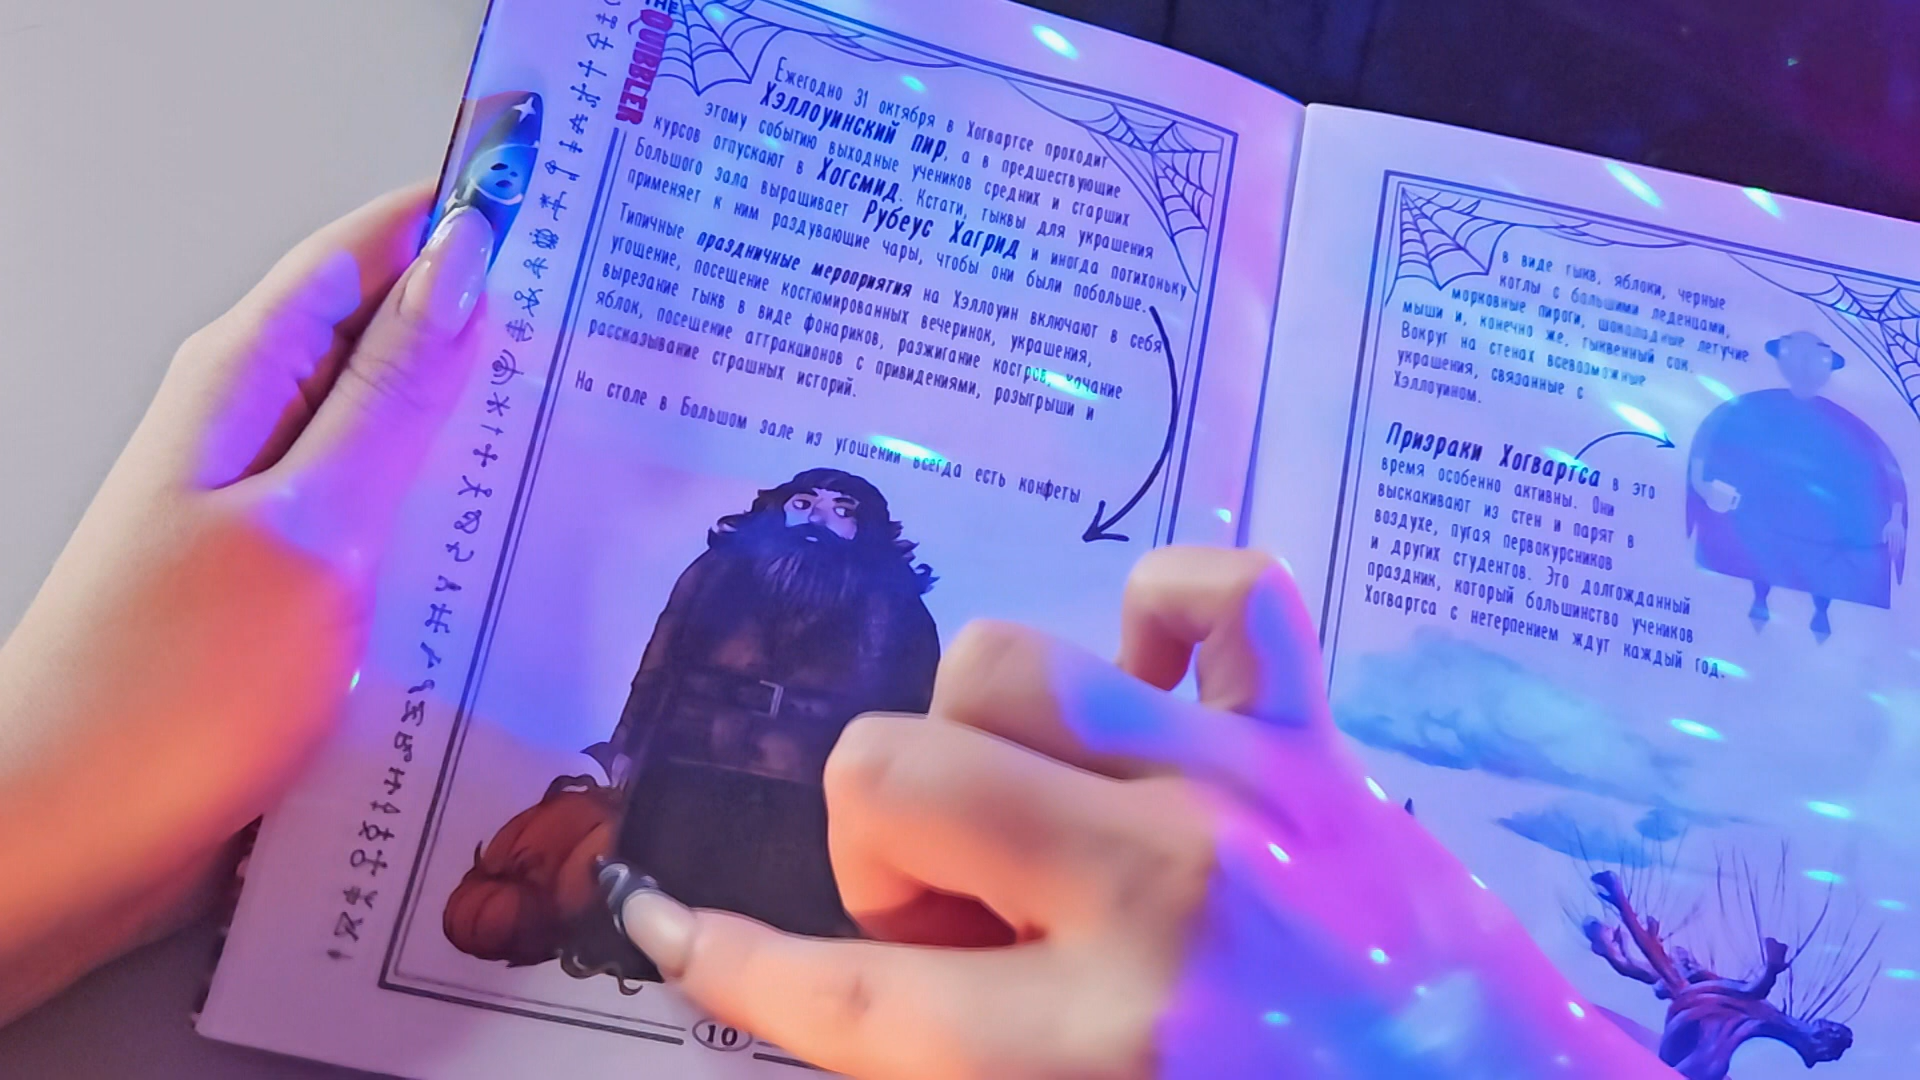 THE
QUIBBLER
Ежегодно 31 октября в Хогвартсе проходит
Хэллоуинский пир, а в предшествующие
этому событию выходные учеников средних и старших
курсов отпускают в Хогсмид. Кстати, тыквы для украшения
Большого зала выращивает Рубеус Хагрид и иногда потихоньку
применяет к ним раздувающие чары, чтобы они были побольше.
Типичные праздничные мероприятия на Хэллоуин включают в себя
угощение, посещение костюмированных вечеринок, украшения,
вырезание тыкв в виде фонариков, разжигание костров, качание
яблок, посещение аттракционов с привидениями, розыгрыши и
рассказывание страшных историй.
На столе в Большом зале из угощений всегда есть конфеты
10
в виде тыкв, яблоки, черные
котлы с большими леденцами,
морковные пироги, шоколадные летучие
мыши и, конечно же, тыквенный сок.
Вокруг на стенах всевозможные
украшения, связанные с
Хэллоуином.
Призраки Хогвартса в это
время особенно активны. Они
выскакивают из стен и парят в
воздухе, пугая первокурсников
и других студентов. Это долгожданный
праздник, который большинство учеников
Хогвартса с нетерпением ждут каждый год.